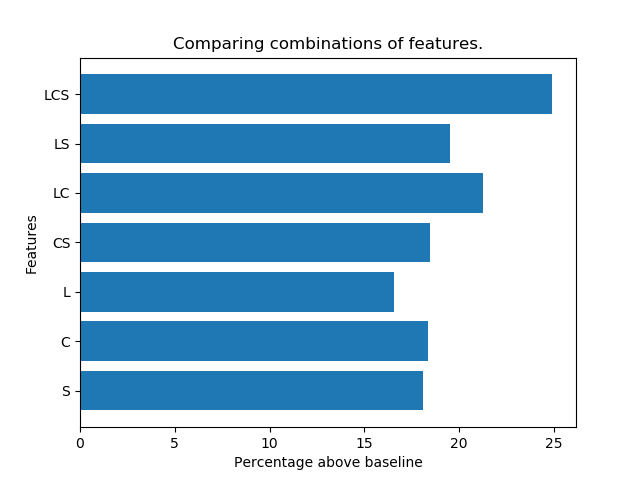 Comparing combinations of features.
LCS
LS
LC
CS
L
C
S
Features
0 5 10 15 20 25
Percentage above baseline